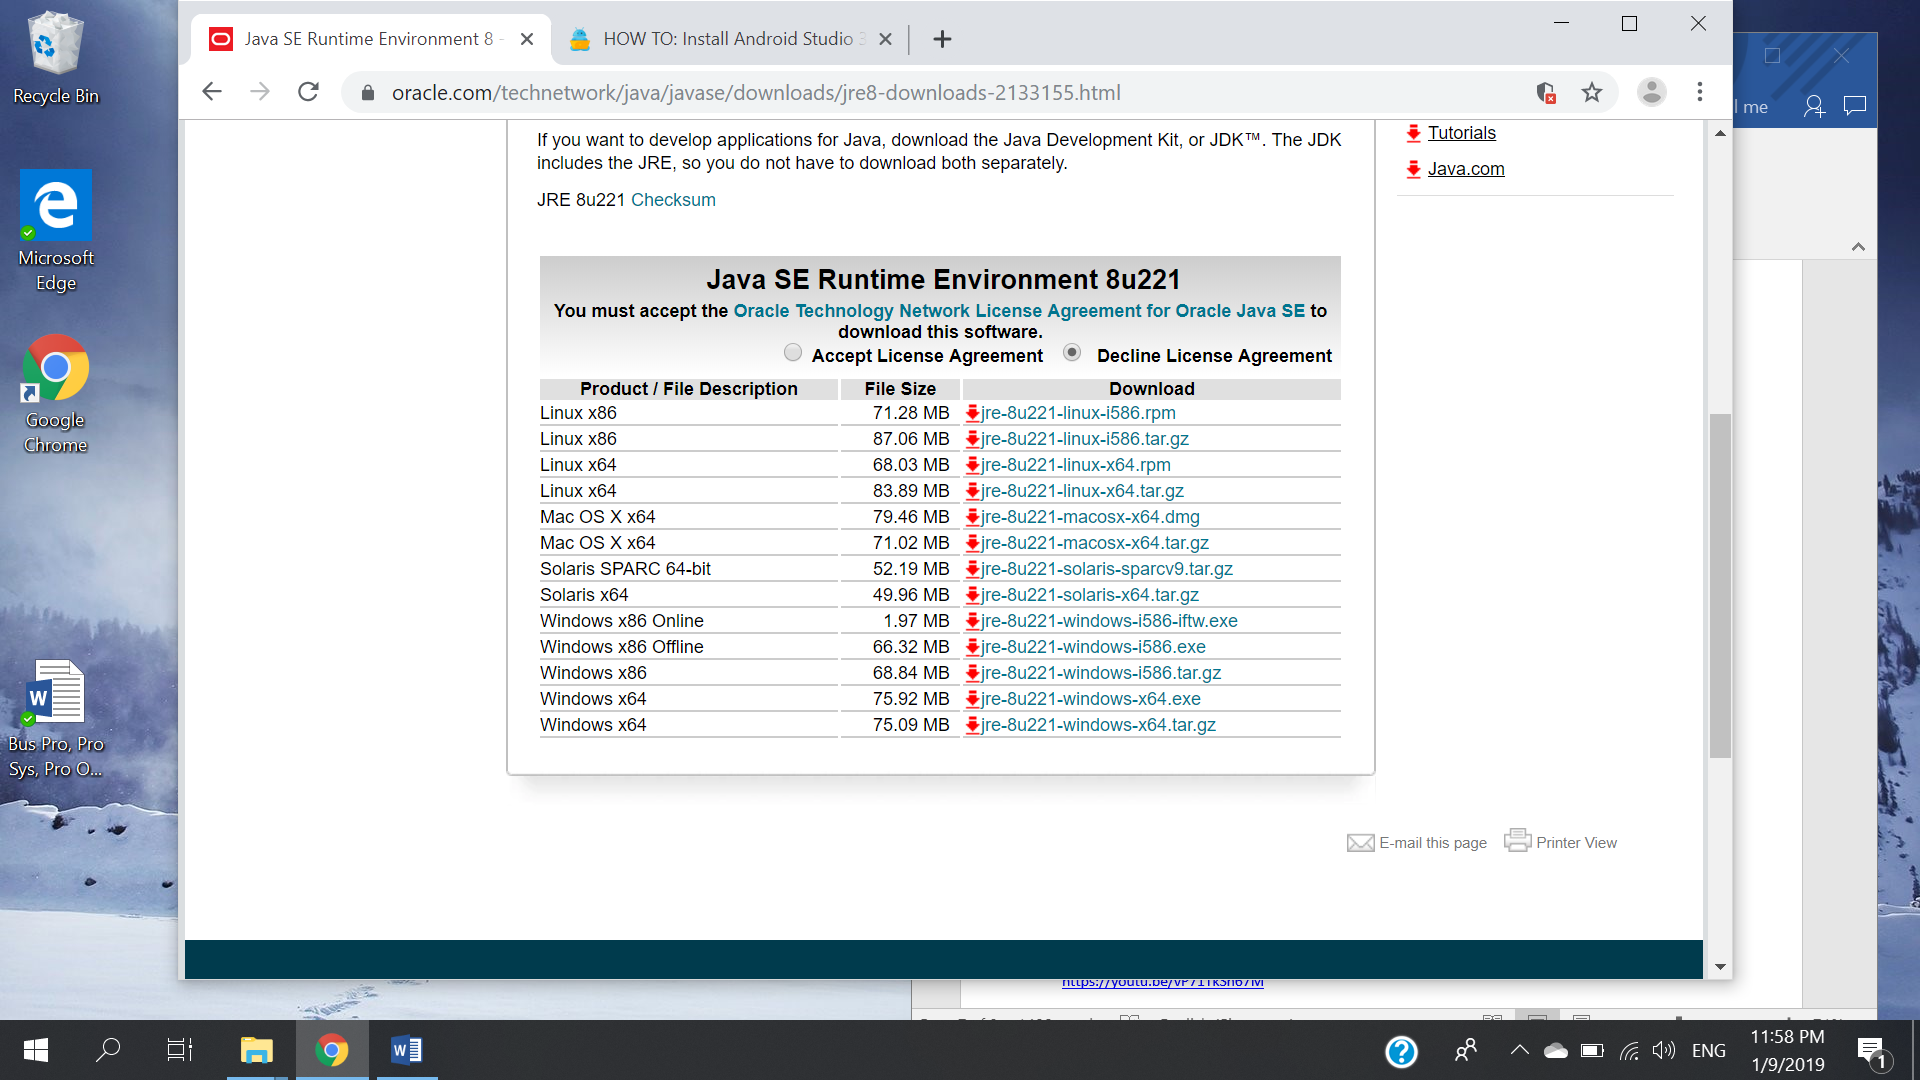 Recycle Bin
Microsoft
Edge
Google
Chrome
W
Bus Pro, Pro
Sys, Pro O...
Java SE Runtime Environment 8 -
HOW TO: Install Android Studio 3
oracle.com/technetwork/java/javase/downloads/jre8-downloads-2133155.html
l me
If you want to develop applications for Java, download the Java Development Kit, or JDK™. The JDK
includes the JRE, so you do not have to download both separately.
JRE 8u221 Checksum
Tutorials
Java.com
Java SE Runtime Environment 8u221
You must accept the Oracle Technology Network License Agreement for Oracle Java SE to
download this software.
Accept License Agreement Decline License Agreement
Product / File Description File Size Download
Linux x86 71.28 MB jre-8u221-linux-i586.rpm
Linux x86 87.06 MB jre-8u221-linux-i586.tar.gz
Linux x64 68.03 MB jre-8u221-linux-x64.rpm
Linux x64 83.89 MB jre-8u221-linux-x64.tar.gz
Mac OS X x64 79.46 MB jre-8u221-macosx-x64.dmg
Mac OS X x64 71.02 MB jre-8u221-macosx-x64.tar.gz
Solaris SPARC 64-bit 52.19 MB jre-8u221-solaris-sparcv9.tar.gz
Solaris x64 49.96 MB jre-8u221-solaris-x64.tar.gz
Windows x86 Online 1.97 MB jre-8u221-windows-i586-iftw.exe
Windows x86 Offline 66.32 MB jre-8u221-windows-i586.exe
Windows x86 68.84 MB jre-8u221-windows-i586.tar.gz
Windows x64 75.92 MB jre-8u221-windows-x64.exe
Windows x64 75.09 MB jre-8u221-windows-x64.tar.gz
E-mail this page Printer View
W
ENG
11:58 PM
1/9/2019
1